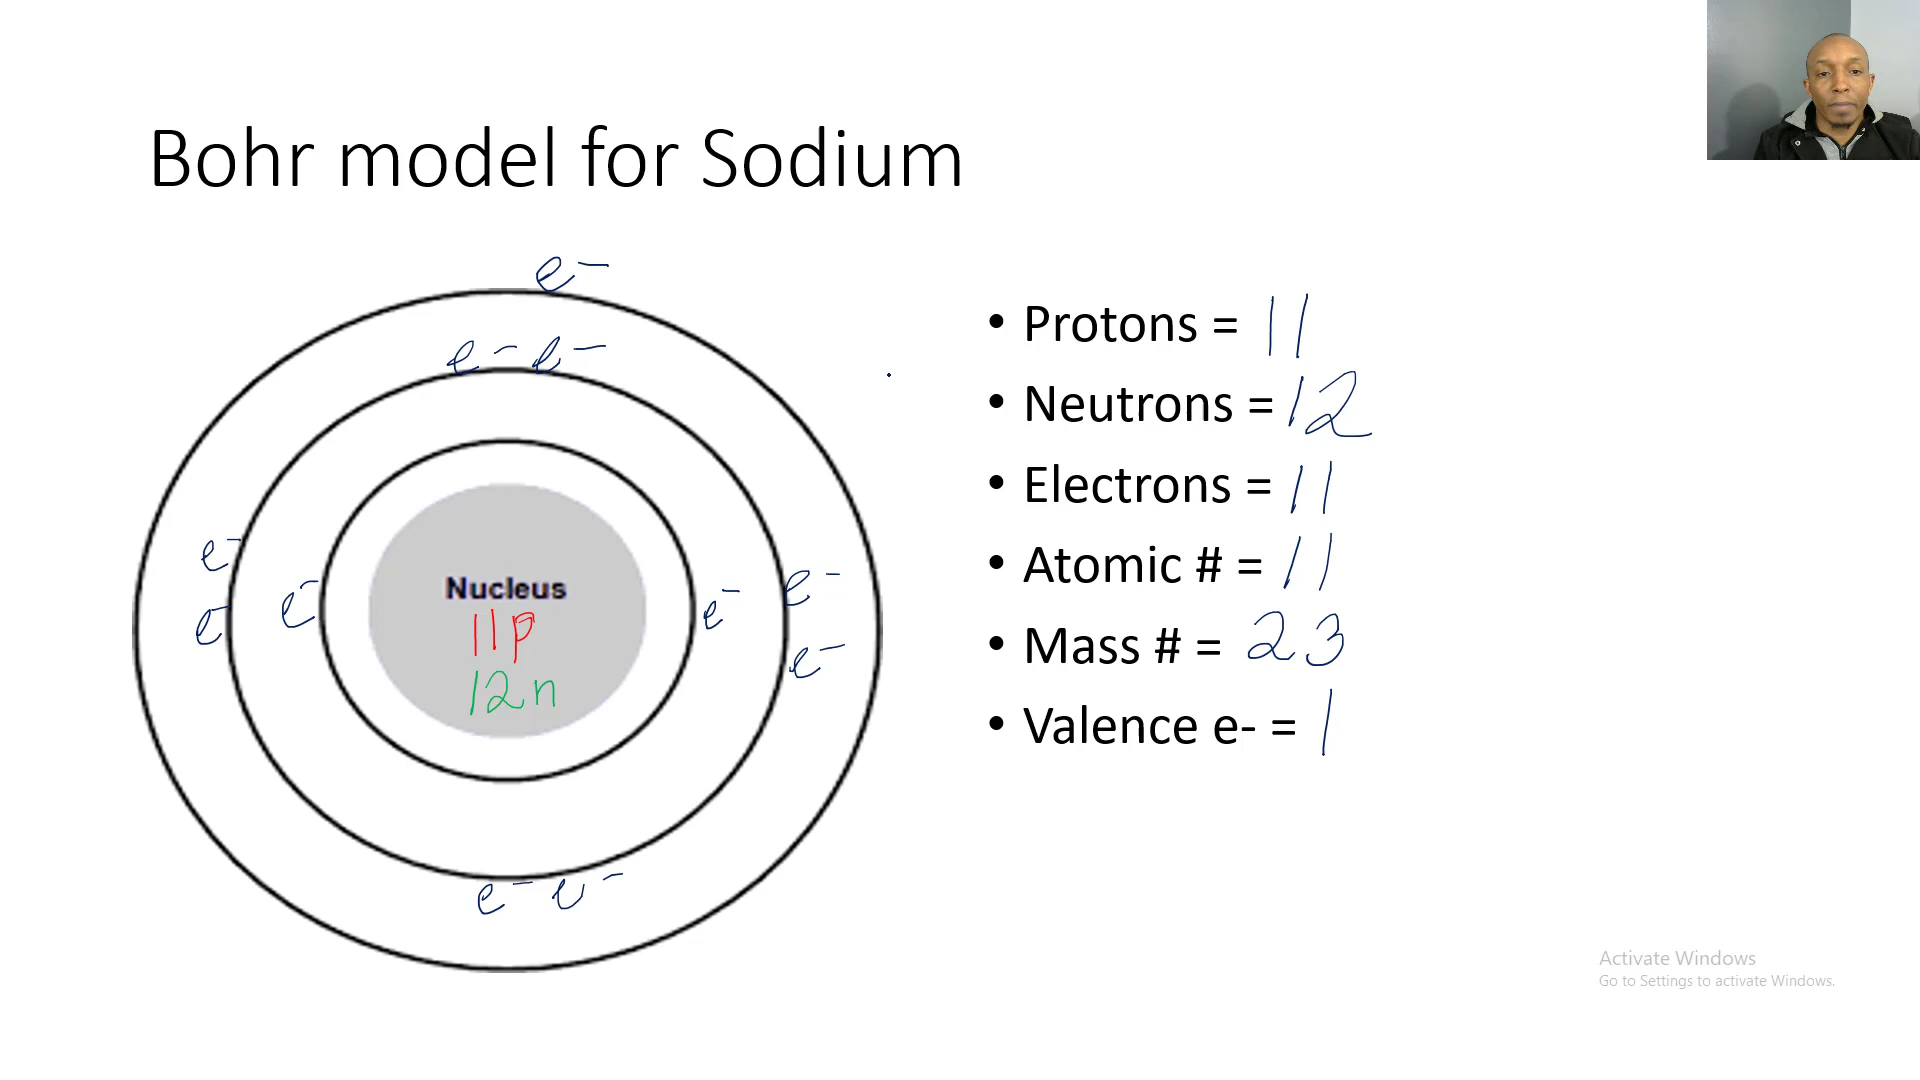 Bohr model for Sodium
e-
e- e-
e-
e-
e-
e-
e-
e-
Nucleus
11p
12n
e- e-
• Protons = 11
• Neutrons = 12
• Electrons = 11
• Atomic # = 11
• Mass # = 23
• Valence e- = 1
Activate Windows
Go to Settings to activate Windows.